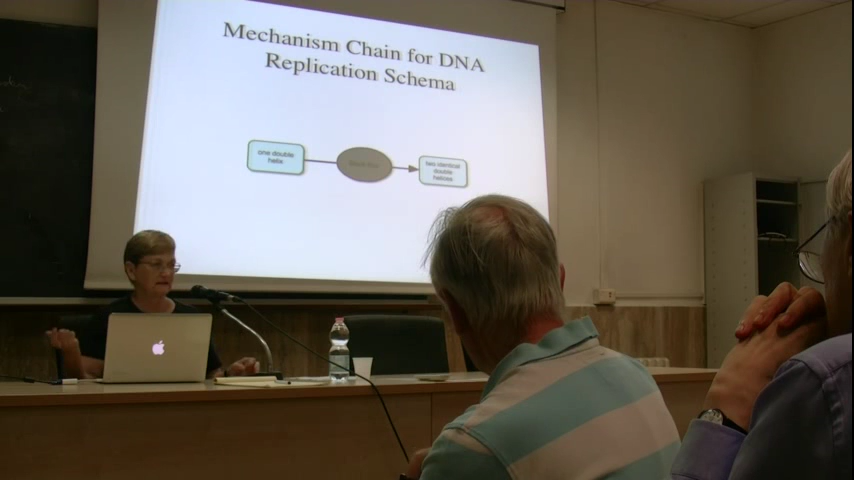 Mechanism Chain for DNA
Replication Schema
one double
helix
two identical
double
helices